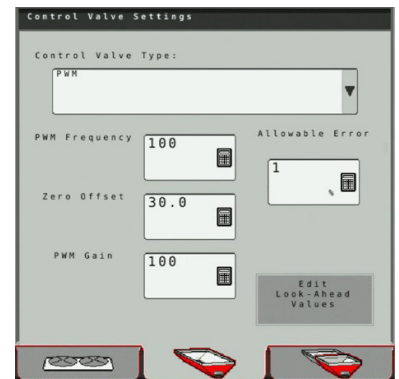 Control Valve Settings
Control Valve Type:
PWM
PWM Frequency
100
Allowable Error
1
%
Zero Offset
30.0
PWM Gain
100
Edit
Look-Ahead
Values